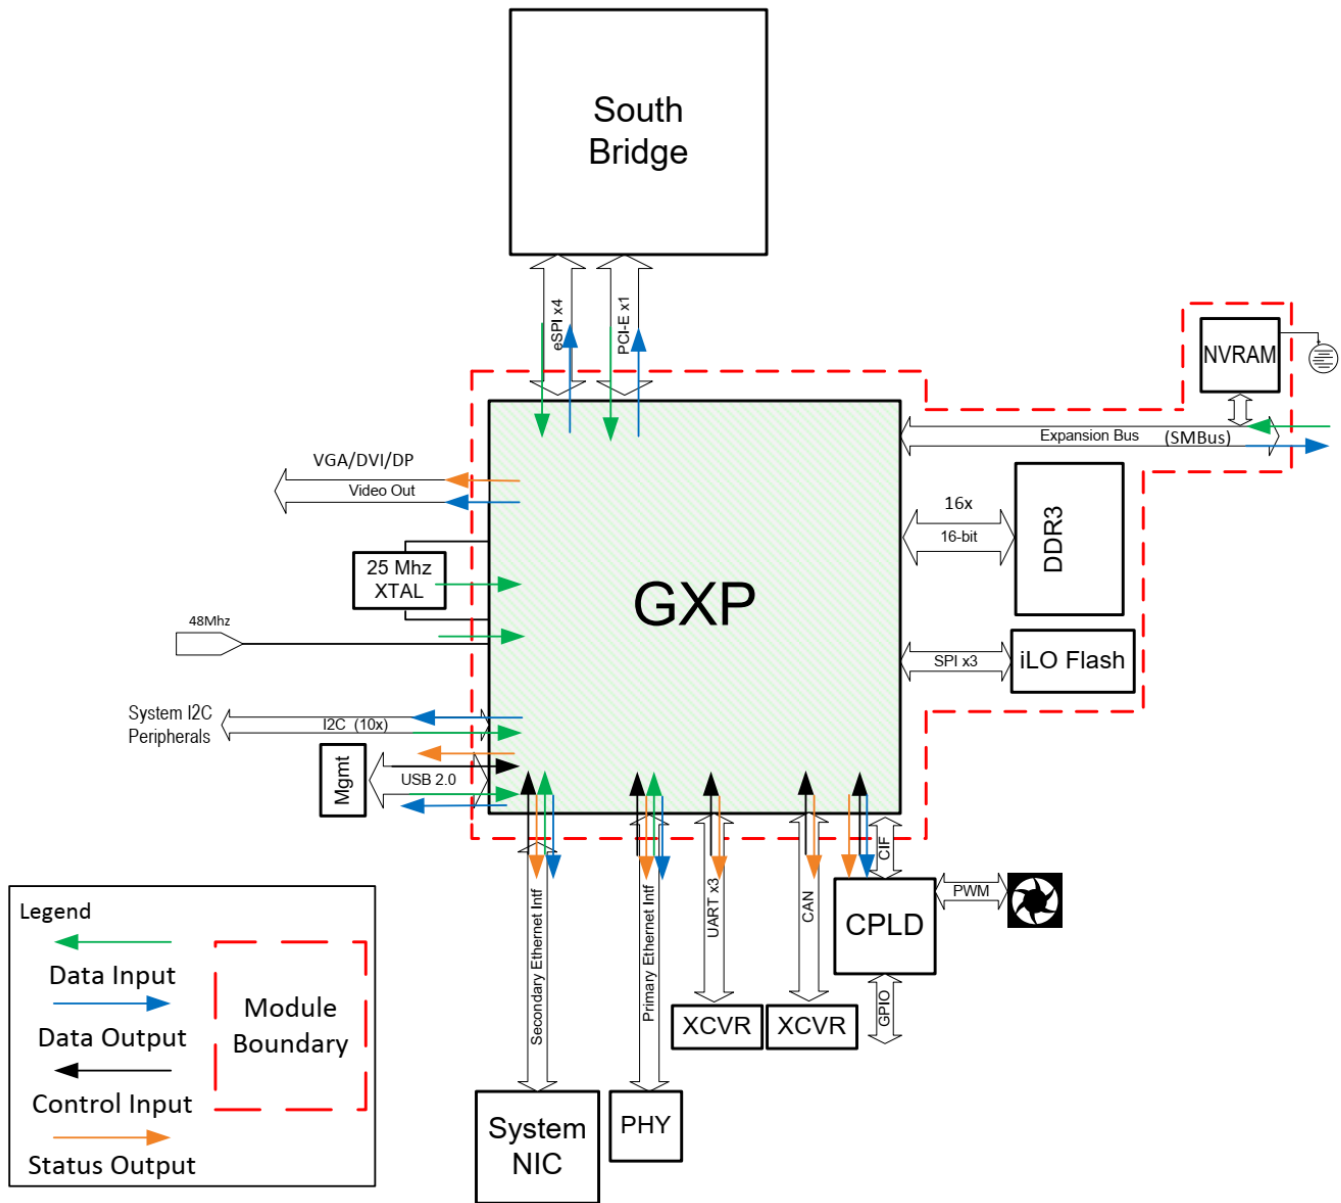 South
Bridge
eSPI x4
PCI-E x1
NVRAM
Expansion Bus (SMBus)
VGA/DVI/DP
Video Out
16x
16-bit
DDR3
25 Mhz
XTAL
GXP
48Mhz
SPI x3
iLO Flash
System I2C
Peripherals
I2C (10x)
Mgmt
USB 2.0
Secondary Ethernet Intf
Primary Ethernet Intf
UART x3
CAN
CIF
CPLD
PWM
GPIO
XCVR
XCVR
System
NIC
PHY
Legend
Data Input
Data Output
Control Input
Status Output
Module
Boundary